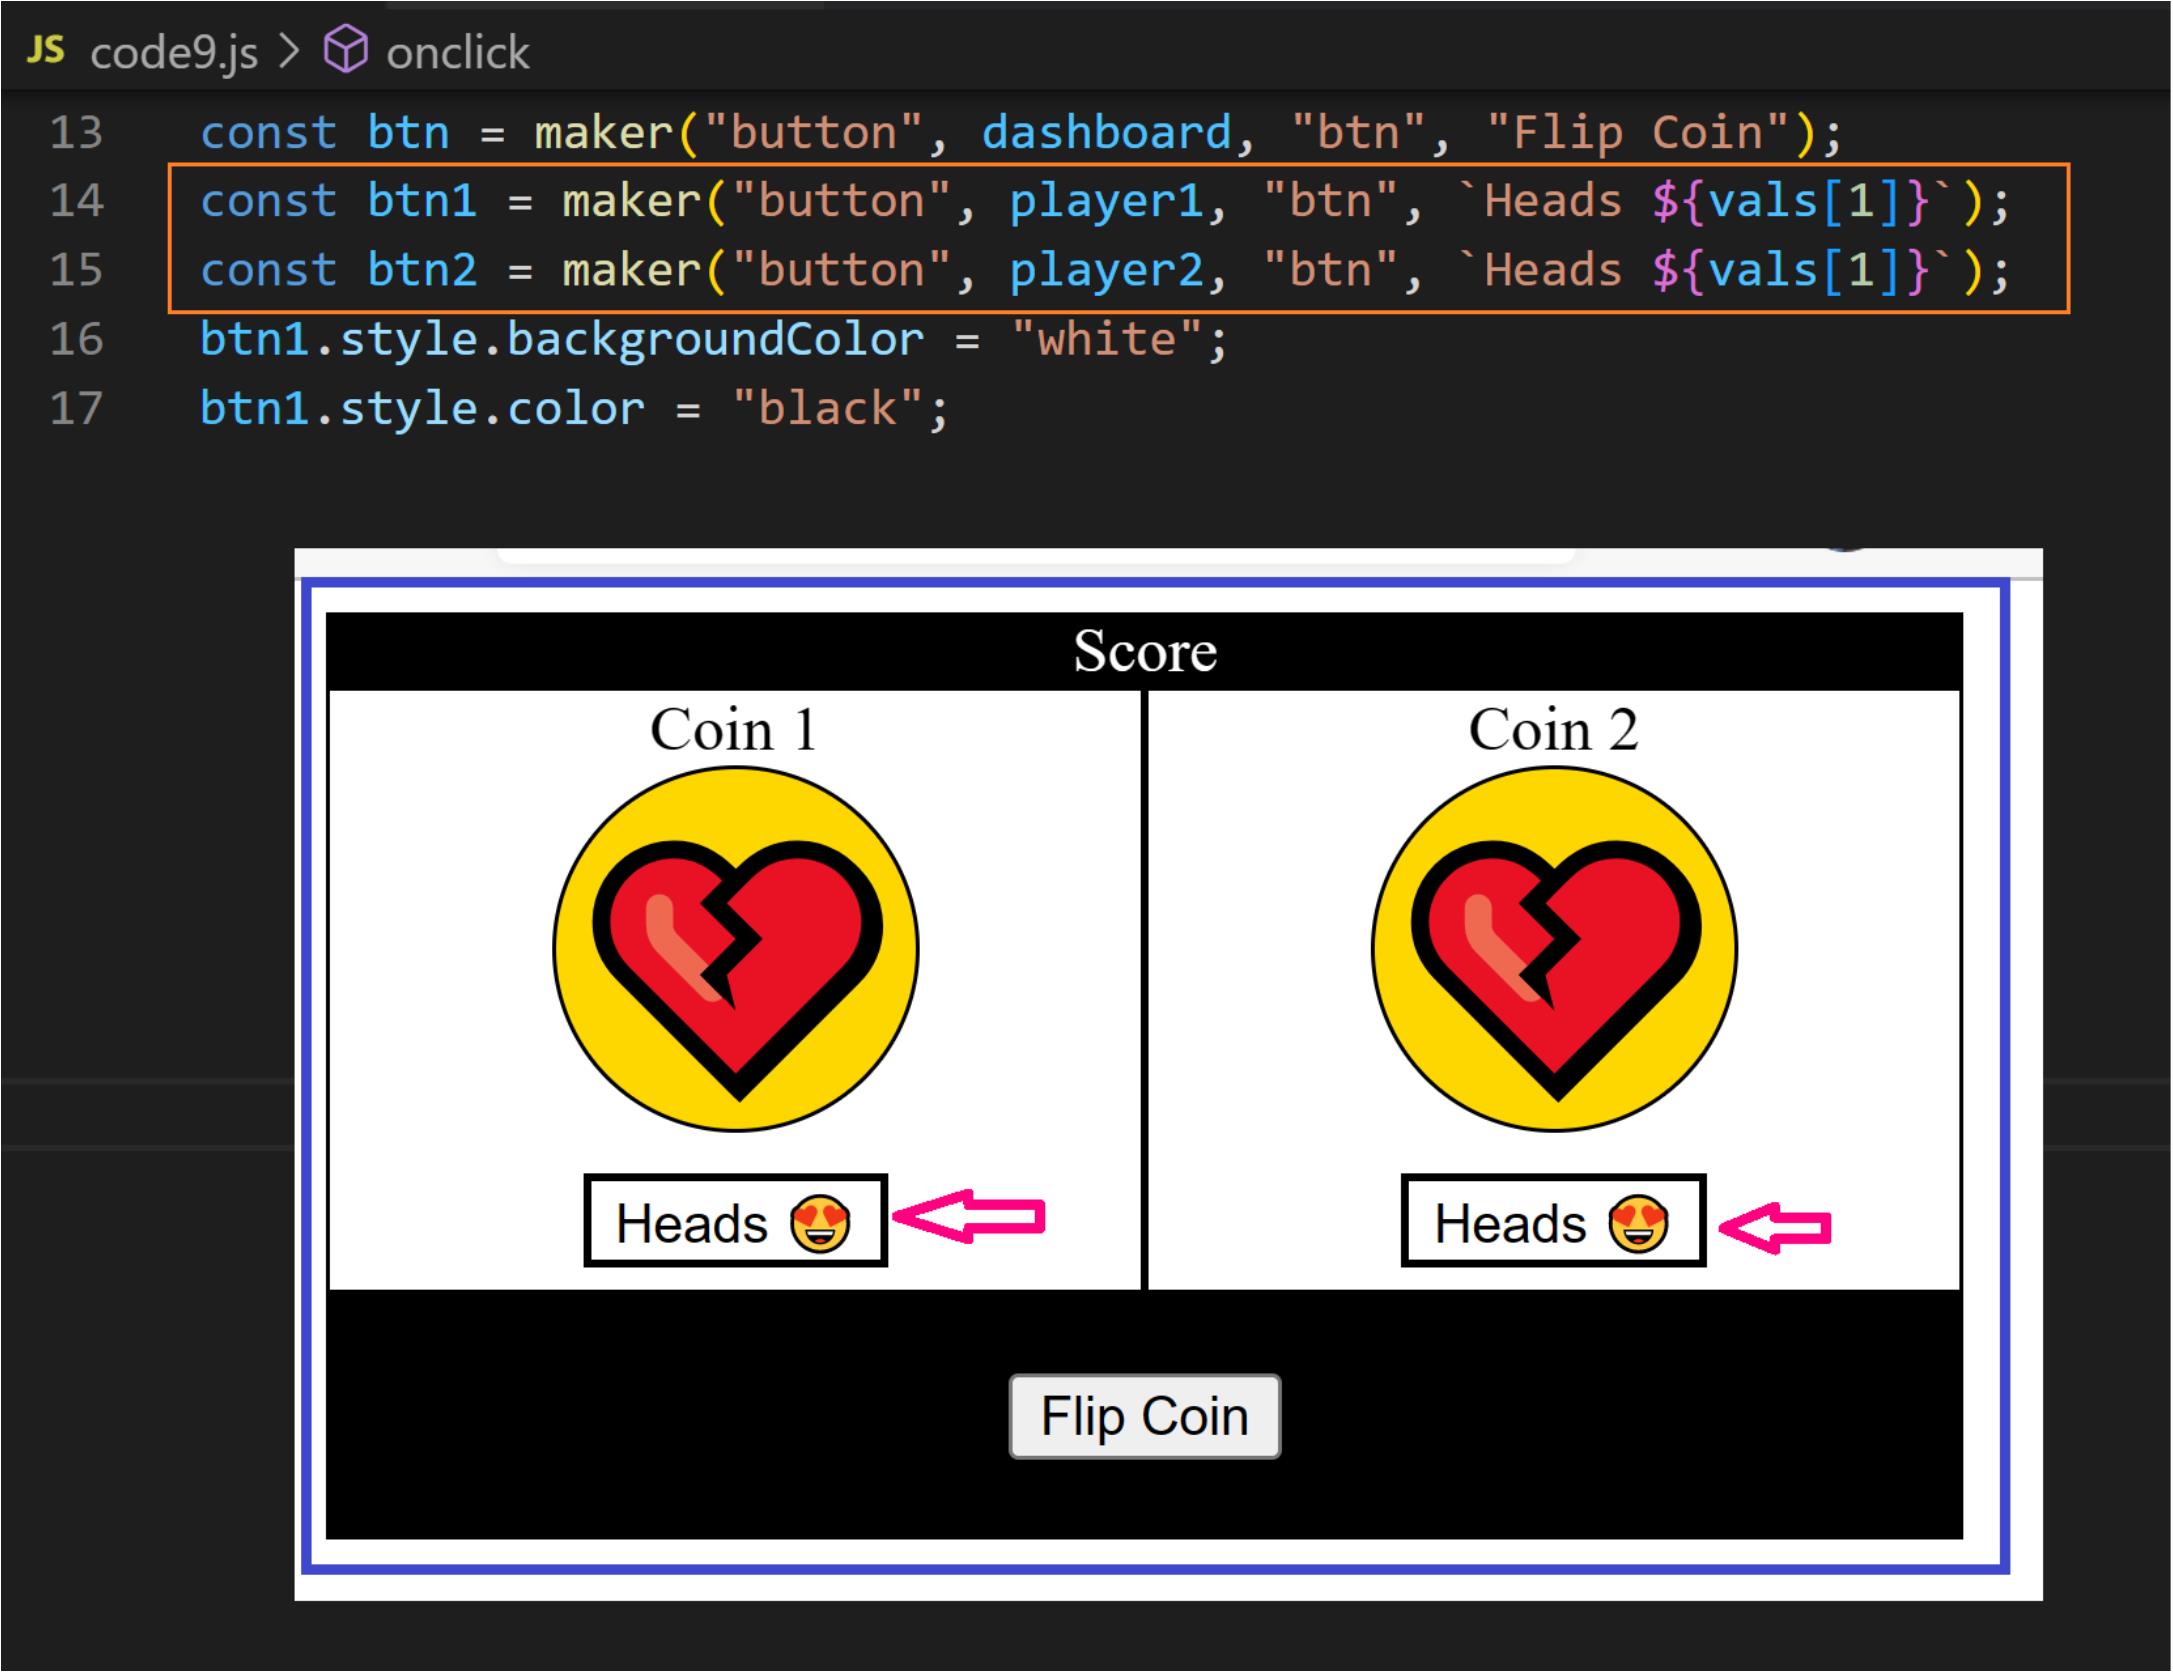 JS code9.js > onclick
13 const btn = maker("button", dashboard, "btn", "Flip Coin");
14 const btn1 = maker("button", player1, "btn", `Heads ${vals[1]}`);
15 const btn2 = maker("button", player2, "btn", `Heads ${vals[1]}`);
16 btn1.style.backgroundColor = "white";
17 btn1.style.color = "black";
Score
Coin 1
Coin 2
Heads 😍
Heads 😍
Flip Coin